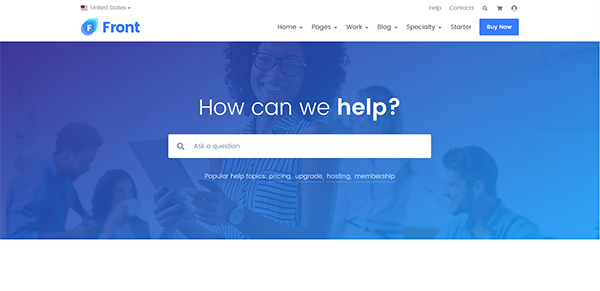 United States
Help Contacts
F Front
Home Pages Work Blog Specialty Starter Buy Now
How can we help?
Ask a question
Popular help topics: pricing, upgrade, hosting, membership